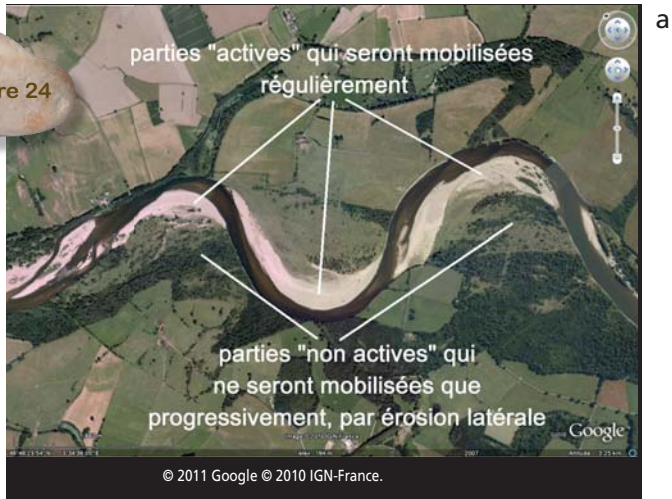 a
parties "actives" qui seront mobilisées
régulièrement
re 24
parties "non actives" qui
ne seront mobilisées que
progressivement, par érosion latérale
Google
2007
© 2011 Google © 2010 IGN-France.